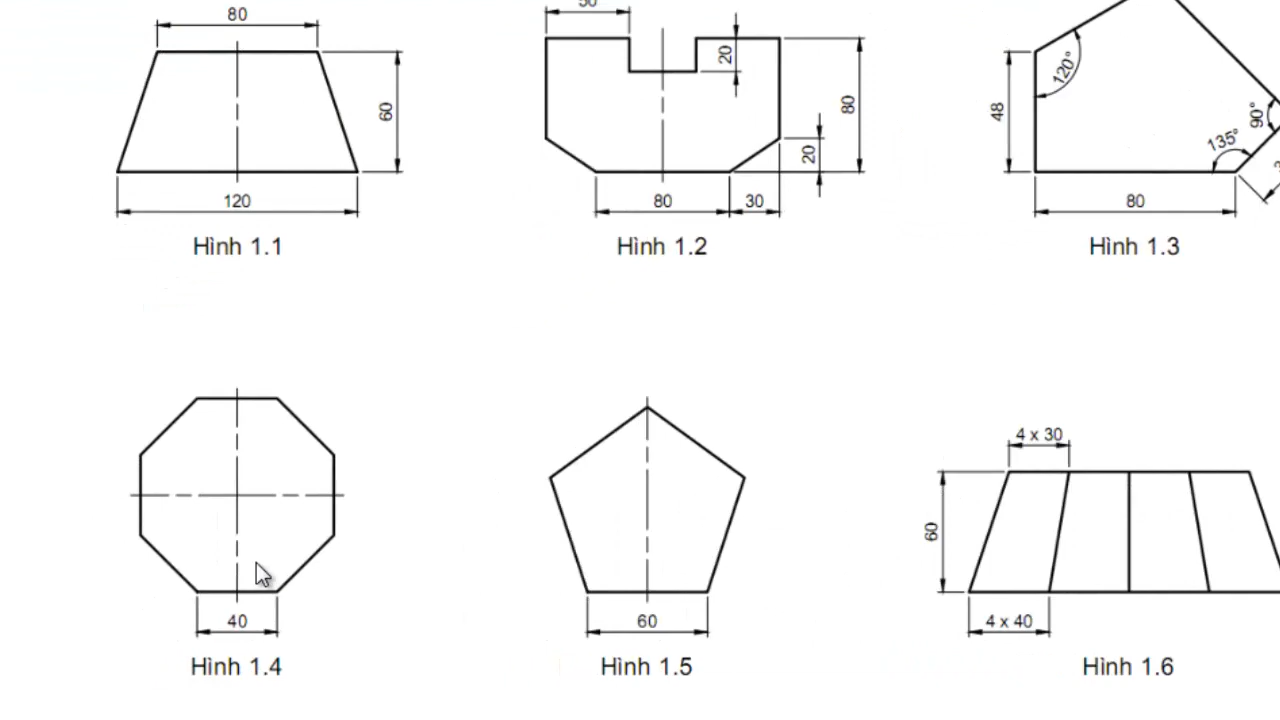 80
60
120
Hình 1.1
20
80
20
80
30
Hình 1.2
120°
48
90°
135°
80
Hình 1.3
40
Hình 1.4
60
Hình 1.5
4 x 30
60
4 x 40
Hình 1.6